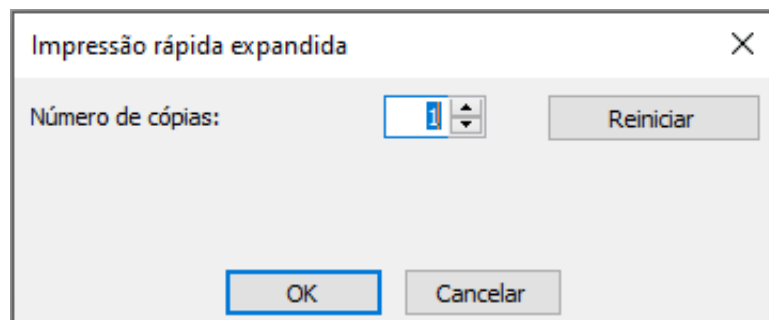 Impressão rápida expandida
Número de cópias: 1 Reiniciar
OK Cancelar